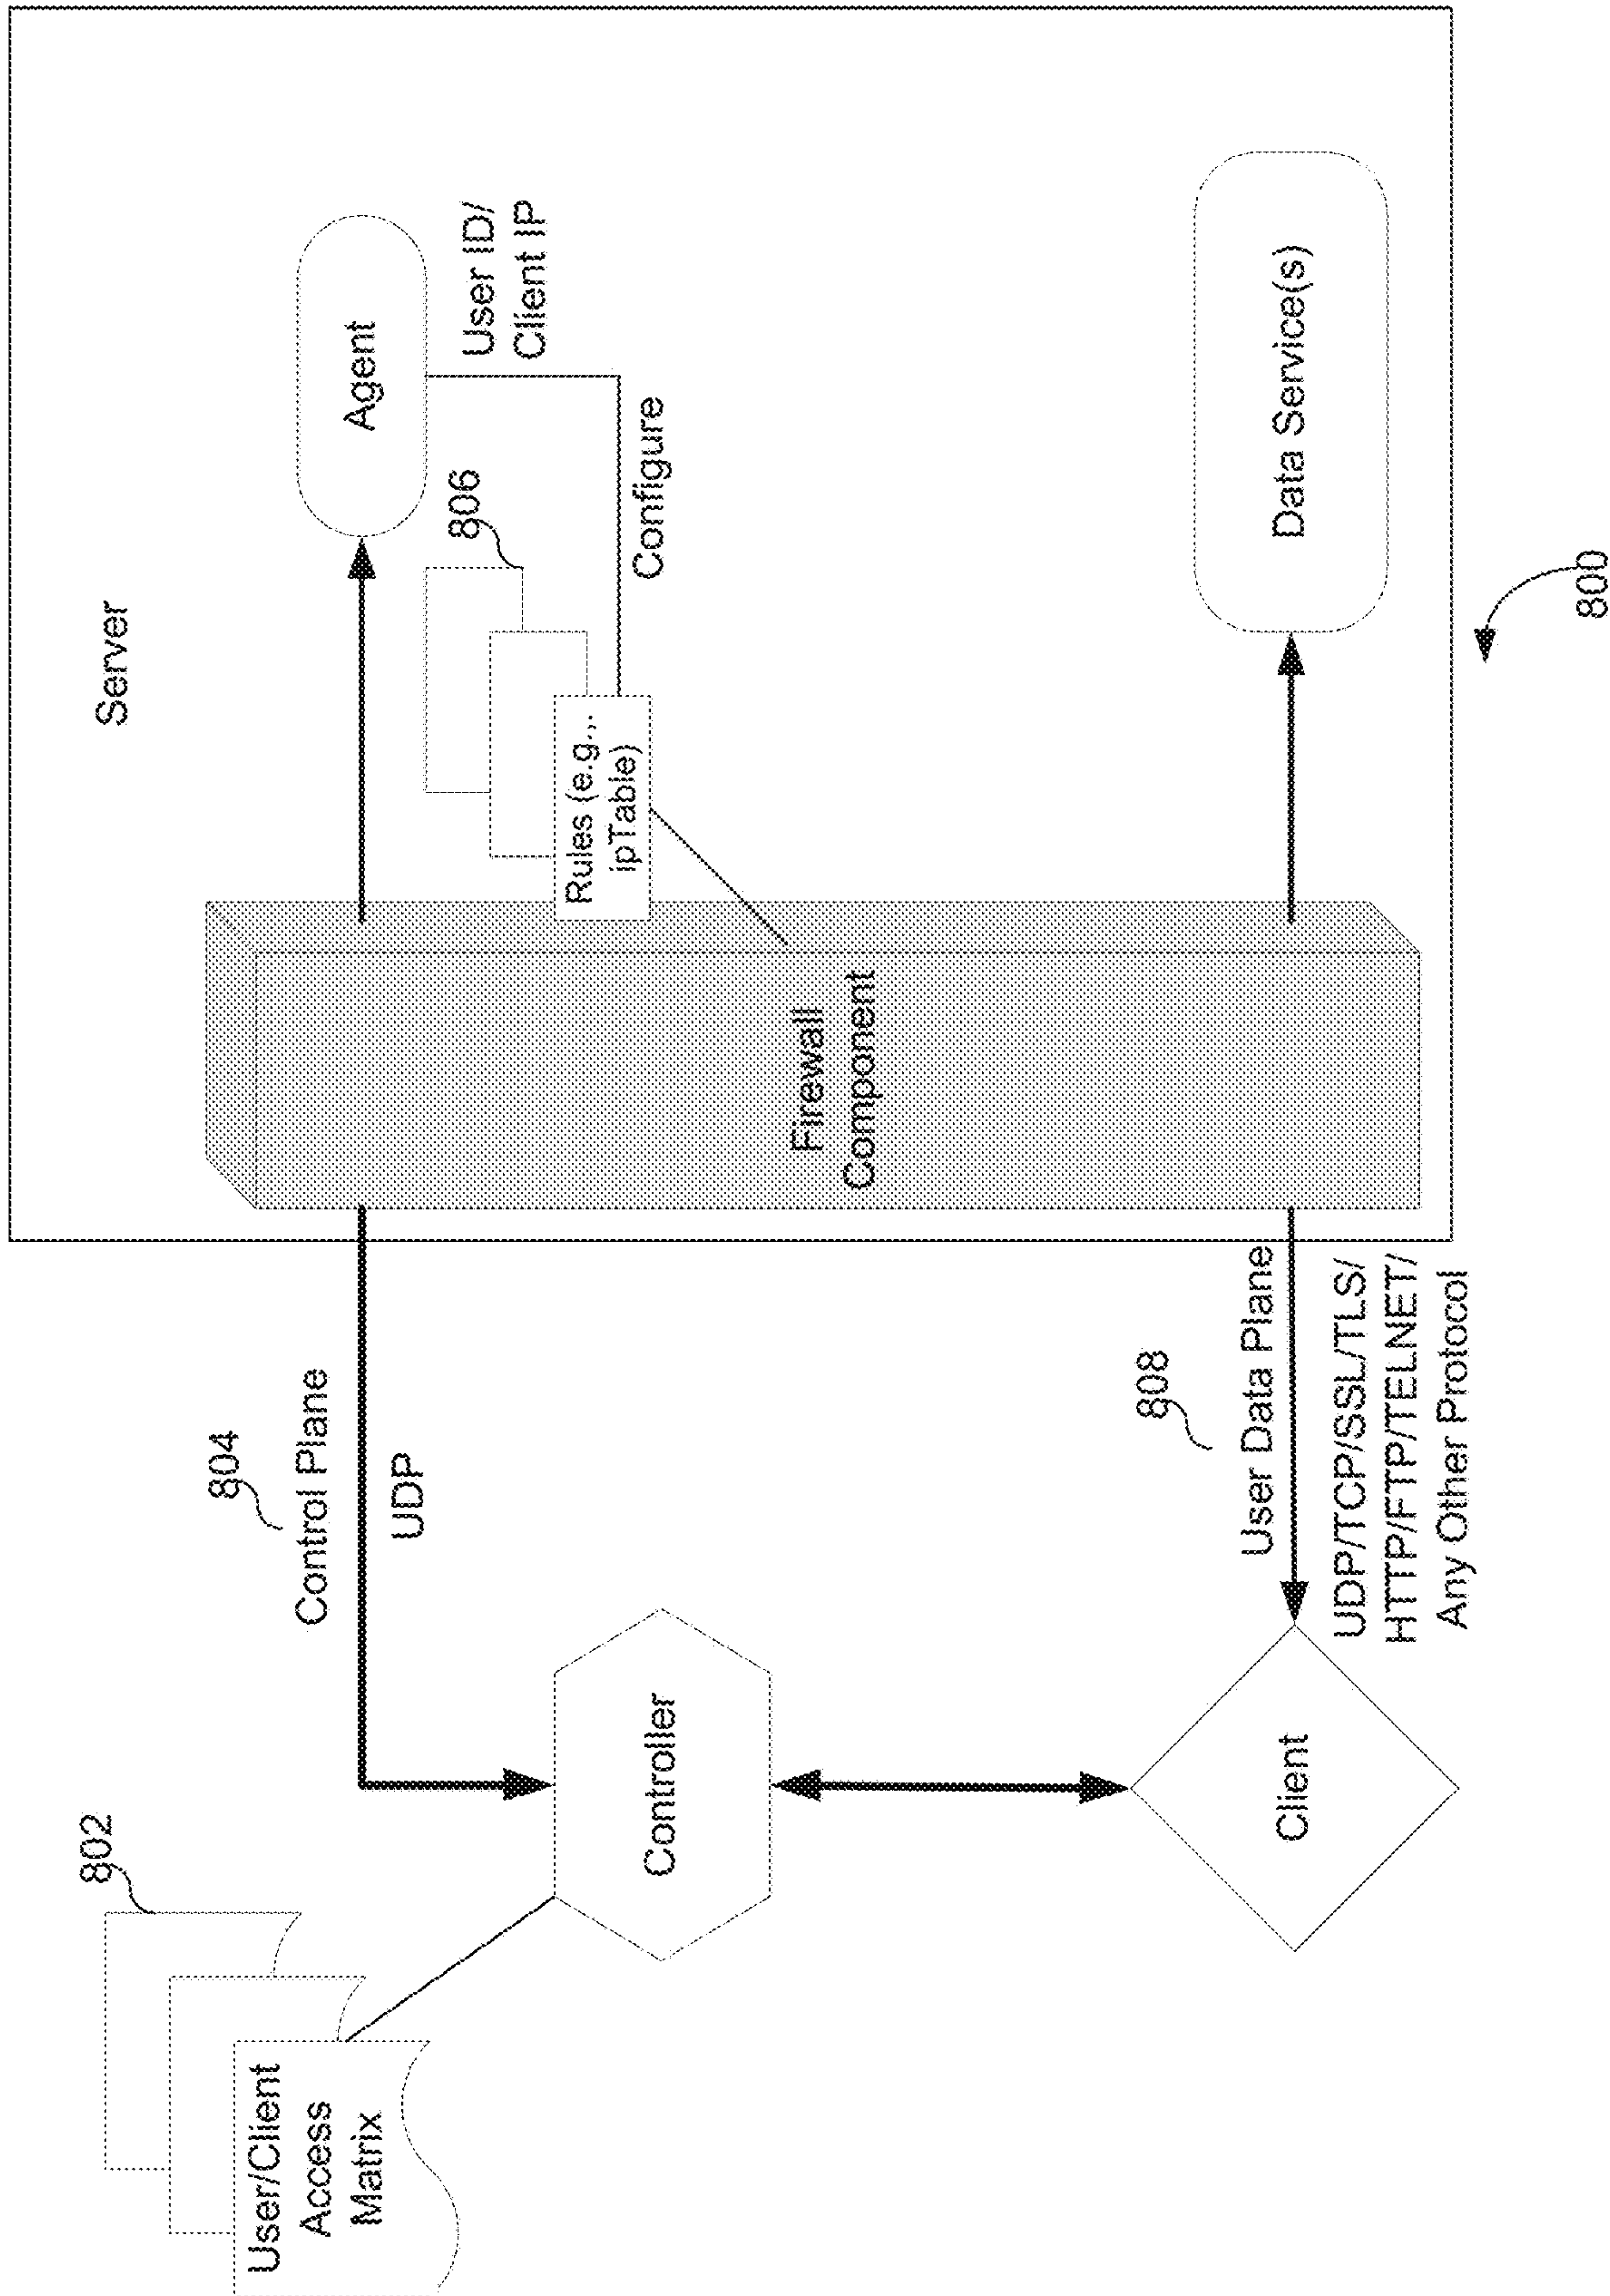 802
User/Client
Access
Matrix
804
Control Plane
UDP
Controller
Client
808
User Data Plane
UDP/TCP/SSL/TLS/
HTTP/FTP/TELNET/
Any Other Protocol
Server
Firewall
Component
Rules (e.g.,.
ipTable)
806
Agent
User ID/
Client IP
Configure
Data Service(s)
800